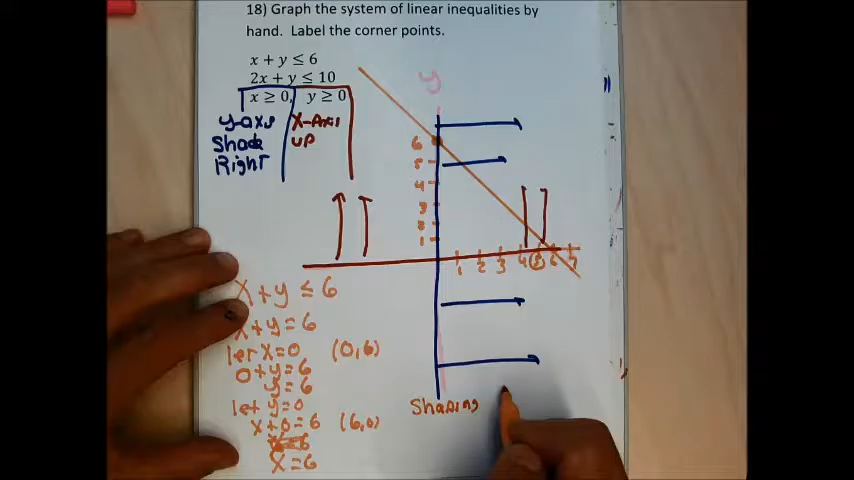 18) Graph the system of linear inequalities by
hand. Label the corner points.
x + y ≤ 6
2x + y ≤ 10
x ≥ 0, y ≥ 0
y-axis
Shade
Right
X-Axis
UP
y
6
5
4
3
2
1
1 2 3 4 5 6 7
x+y ≤ 6
x+y = 6
let x=0 (0,6)
0+y=6
y=6
let y=0
x+0=6 (6,0)
x=6
Shading